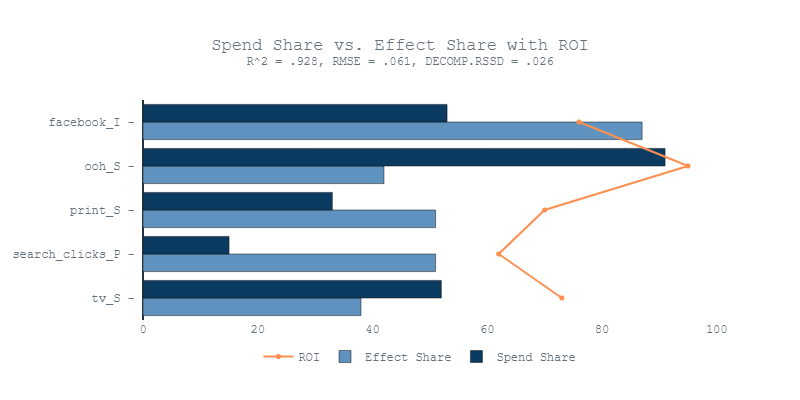 Spend Share vs. Effect Share with ROI
R^2 = .928, RMSE = .061, DECOMP.RSSD = .026
facebook_I
ooh_S
print_S
search_clicks_P
tv_S
0 20 40 60 80 100
ROI Effect Share Spend Share